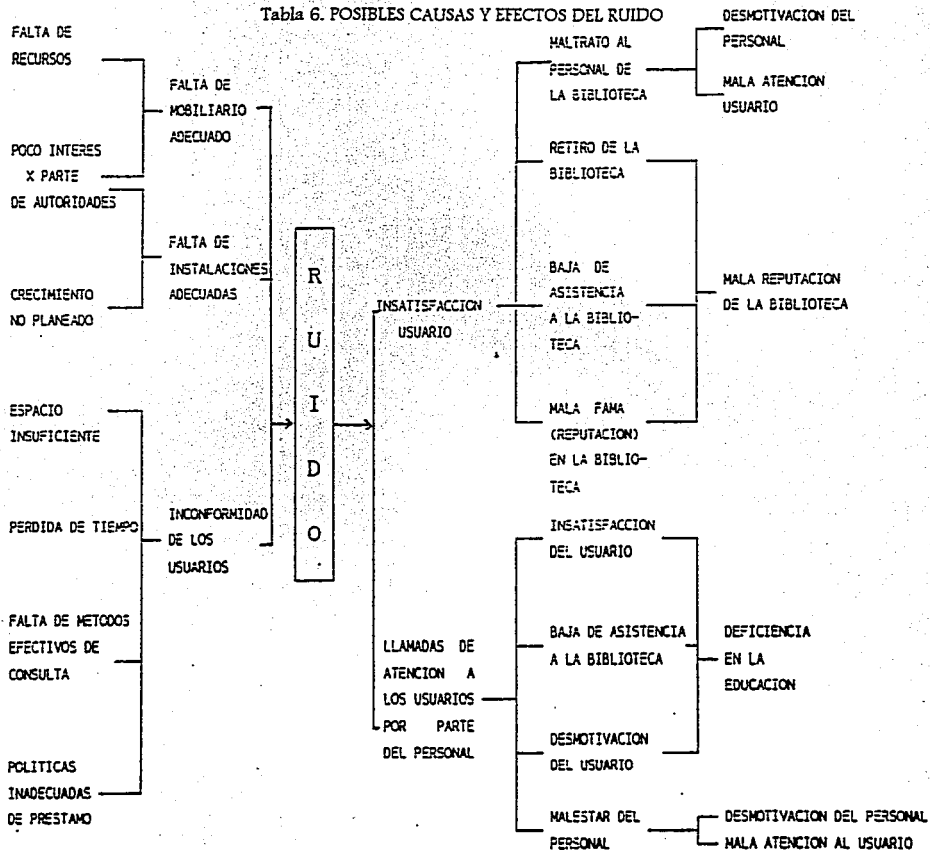 Tabla 6. POSIBLES CAUSAS Y EFECTOS DEL RUIDO
FALTA DE
RECURSOS
POCO INTERES
X PARTE
DE AUTORIDADES
CRECIMIENTO
NO PLANEADO
ESPACIO
INSUFICIENTE
PERDIDA DE TIEMPO
FALTA DE METODOS
EFECTIVOS DE
CONSULTA
POLITICAS
INADECUADAS
DE PRESTAMO
FALTA DE
MOBILIARIO
ADECUADO
FALTA DE
INSTALACIONES
ADECUADAS
INCONFORMIDAD
DE LOS
USUARIOS
R
U
I
D
O
INSATISFACCION
USUARIO
LLAMADAS DE
ATENCION A
LOS USUARIOS
POR PARTE
DEL PERSONAL
MALTRATO AL
PERSONAL DE
LA BIBLIOTECA
RETIRO DE LA
BIBLIOTECA
BAJA DE
ASISTENCIA
A LA BIBLIO-
TECA
MALA FAMA
(REPUTACION)
EN LA BIBLIO-
TECA
INSATISFACCION
DEL USUARIO
BAJA DE ASISTENCIA
A LA BIBLIOTECA
DESMOTIVACION
DEL USUARIO
MALESTAR DEL
PERSONAL
DESMOTIVACION DEL
PERSONAL
MALA ATENCION
USUARIO
MALA REPUTACION
DE LA BIBLIOTECA
DEFICIENCIA
EN LA
EDUCACION
DESMOTIVACION DEL PERSONAL
MALA ATENCION AL USUARIO